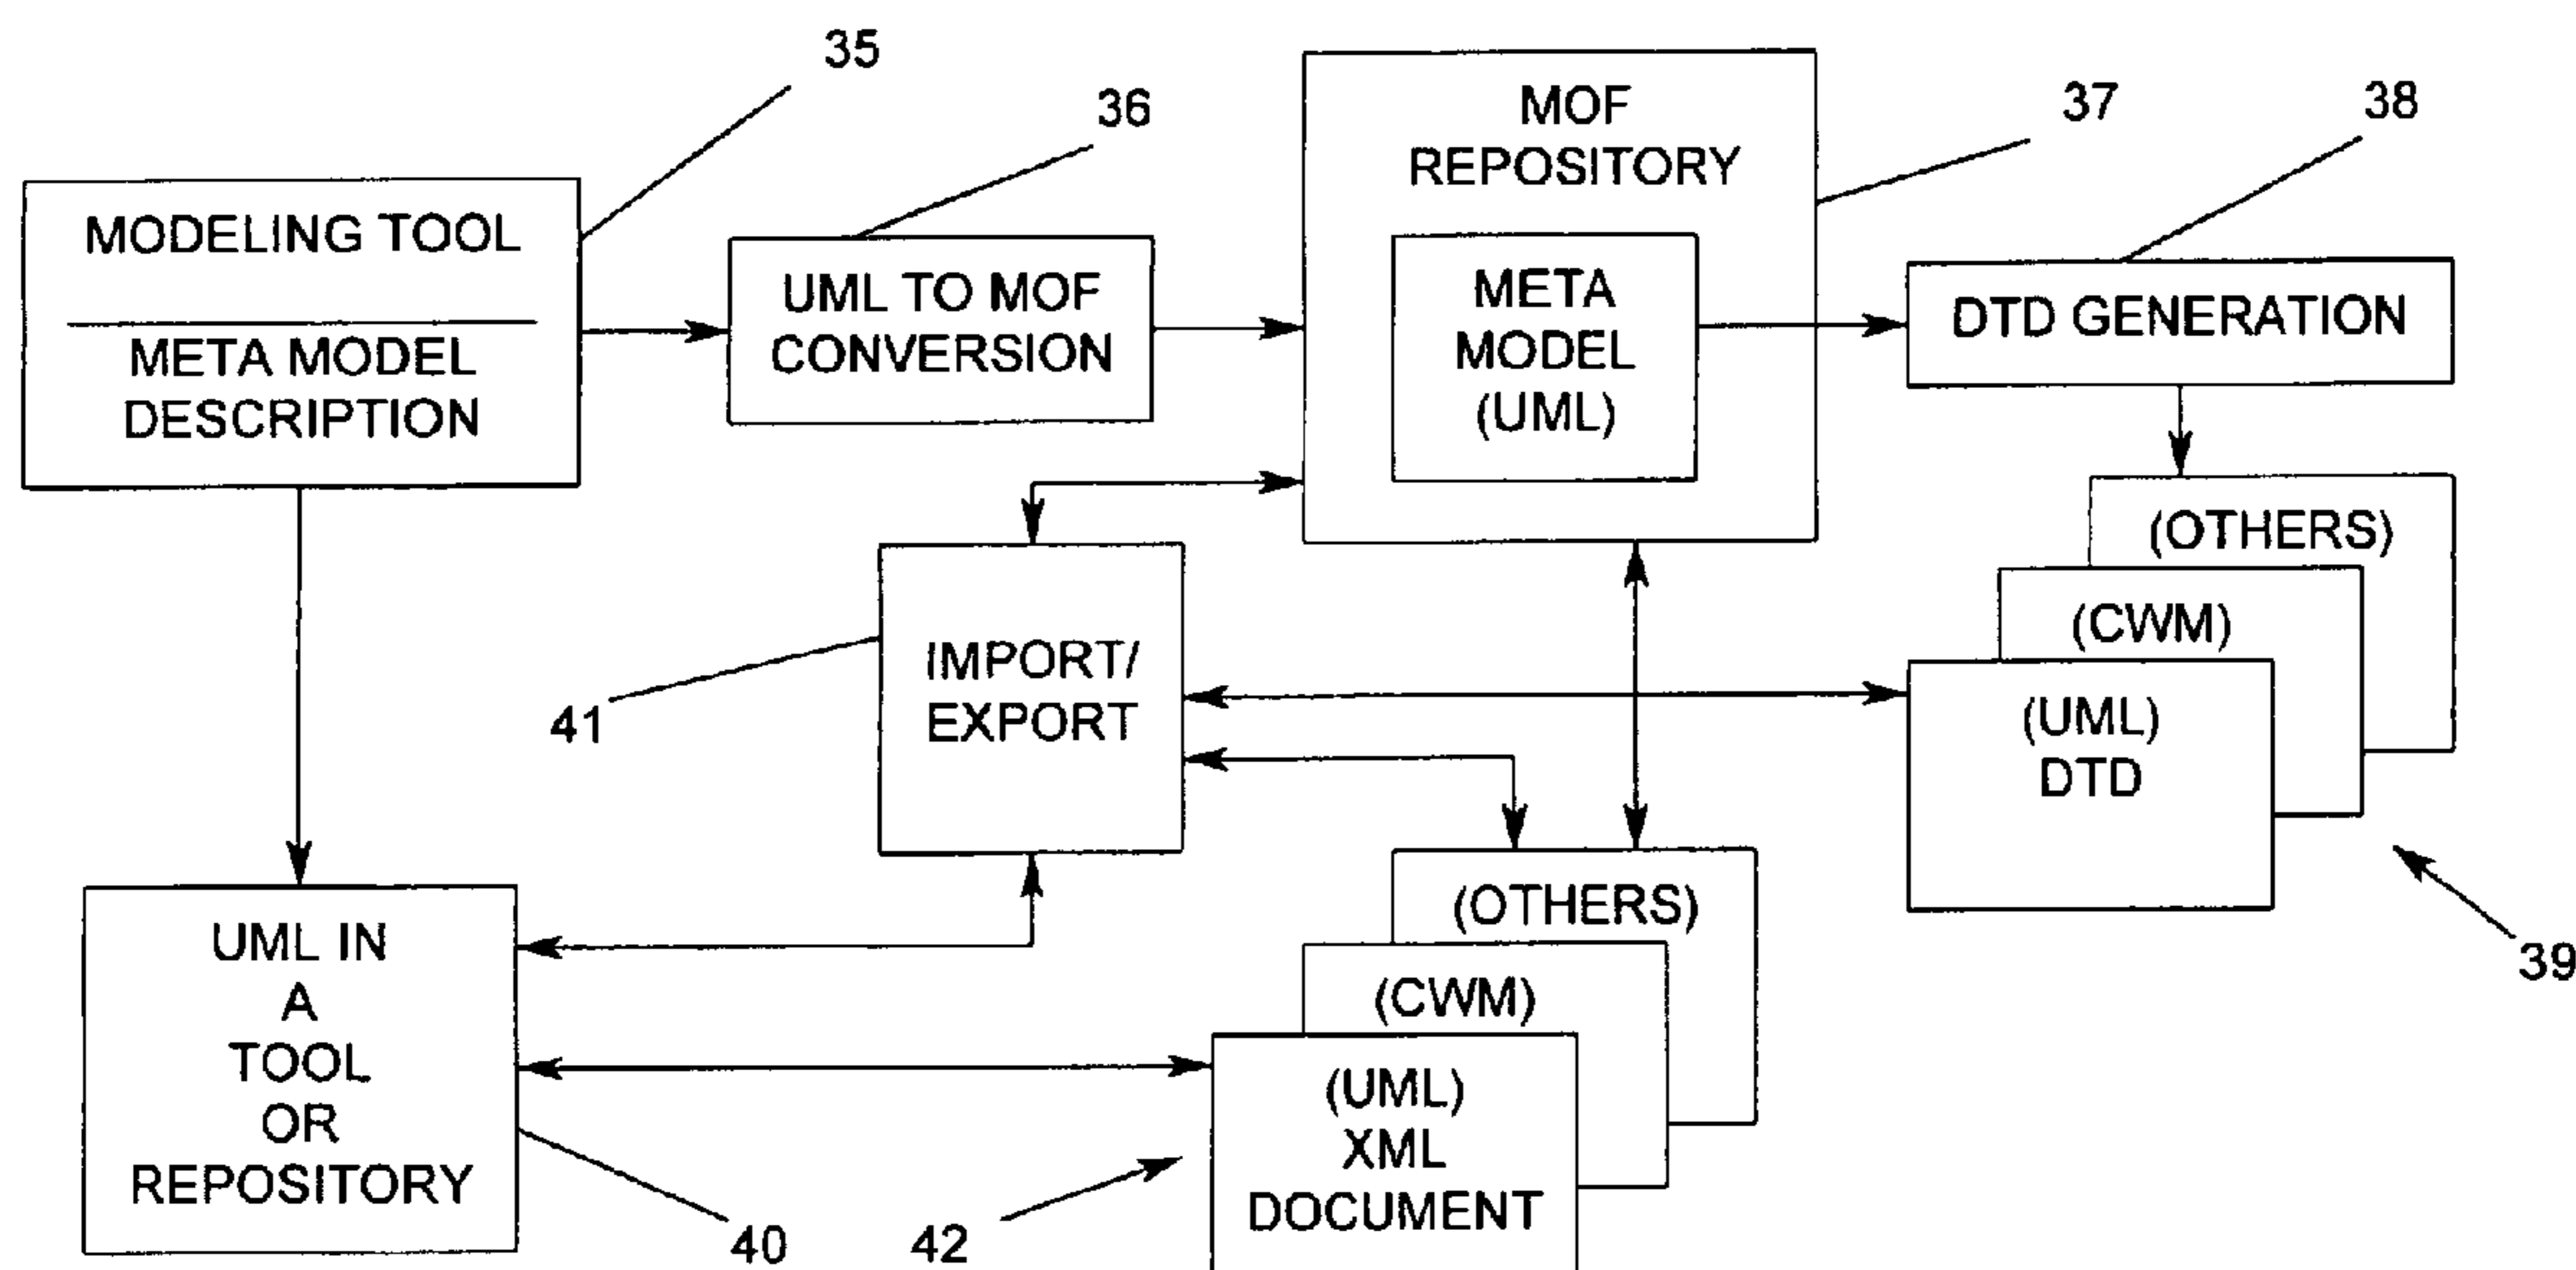 35
36
37
38
MODELING TOOL
META MODEL
DESCRIPTION
UML TO MOF
CONVERSION
MOF
REPOSITORY
META
MODEL
(UML)
DTD GENERATION
(OTHERS)
(CWM)
(UML)
DTD
39
41
IMPORT/
EXPORT
UML IN
A
TOOL
OR
REPOSITORY
40
42
(OTHERS)
(CWM)
(UML)
XML
DOCUMENT